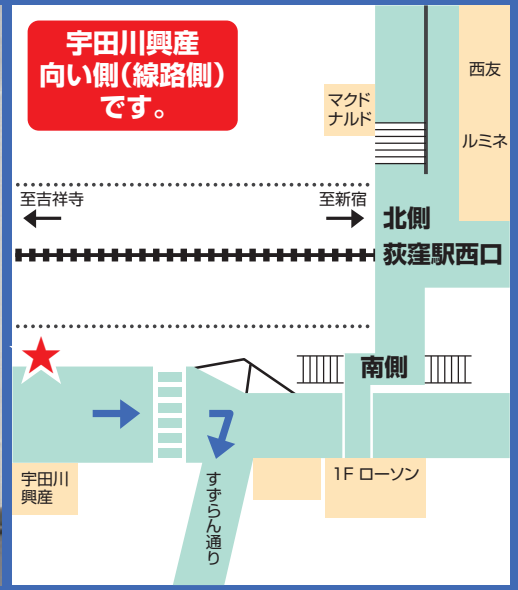 宇田川興産
向い側(線路側)
です。
西友
マクド
ナルド
ルミネ
至吉祥寺
至新宿
北側
荻窪駅西口
南側
宇田川
興産
すずらん通り
1F ローソン